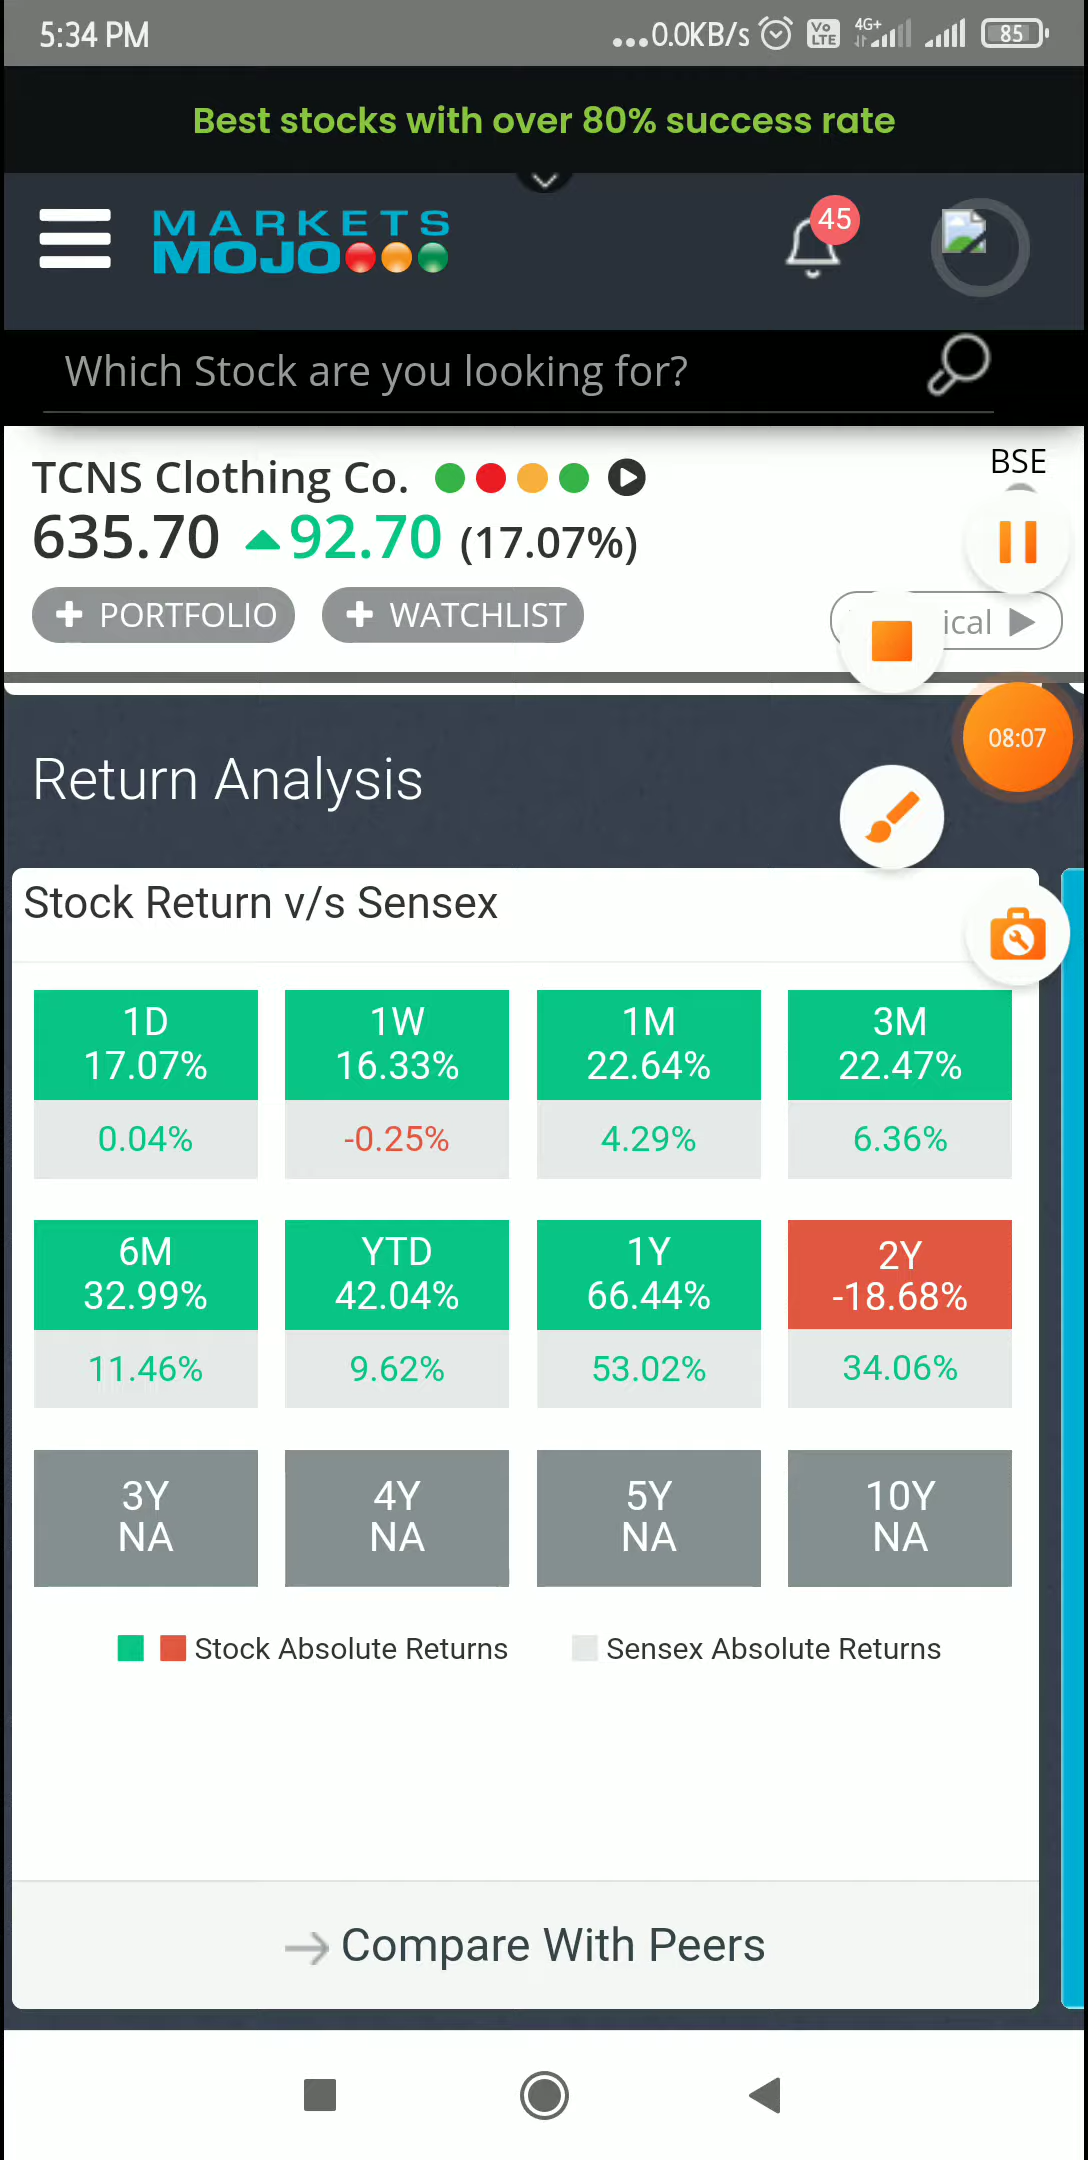 5:34 PM
...0.0KB/s Vo LTE 4G+ 85
Best stocks with over 80% success rate
MARKETS
MOJO
45
Which Stock are you looking for?
TCNS Clothing Co.
BSE
635.70 92.70 (17.07%)
+ PORTFOLIO + WATCHLIST
ical
08:07
Return Analysis
Stock Return v/s Sensex
1D 1W 1M 3M
17.07% 16.33% 22.64% 22.47%
0.04% -0.25% 4.29% 6.36%
6M YTD 1Y 2Y
32.99% 42.04% 66.44% -18.68%
11.46% 9.62% 53.02% 34.06%
3Y 4Y 5Y 10Y
NA NA NA NA
Stock Absolute Returns Sensex Absolute Returns
→ Compare With Peers